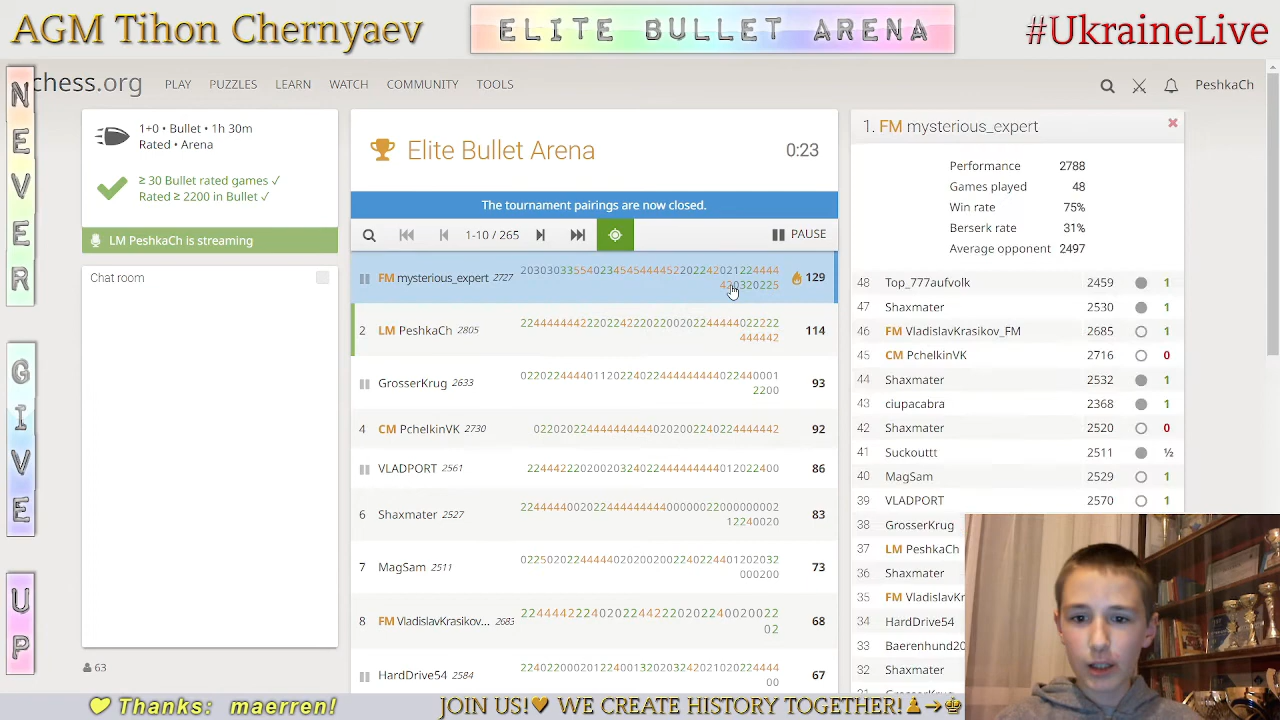 AGM Tihon Chernyaev
ELITE BULLET ARENA
#UkraineLive
NEVER
GIVE
UP
chess.org
PLAY
PUZZLES
LEARN
WATCH
COMMUNITY
TOOLS
PeshkaCh
1+0 • Bullet • 1h 30m
Rated • Arena
≥ 30 Bullet rated games ✓
Rated ≥ 2200 in Bullet ✓
LM PeshkaCh is streaming
Chat room
63
Elite Bullet Arena
0:23
The tournament pairings are now closed.
1-10 / 265
PAUSE
FM mysterious_expert 2727
129
2 LM PeshkaCh 2805
114
GrosserKrug 2633
93
4 CM PchelkinVK 2730
92
VLADPORT 2561
86
6 Shaxmater 2527
83
7 MagSam 2511
73
8 FM VladislavKrasikov... 2683
68
HardDrive54 2584
67
1. FM mysterious_expert
Performance 2788
Games played 48
Win rate 75%
Berserk rate 31%
Average opponent 2497
48 Top_777aufvolk 2459 1
47 Shaxmater 2530 1
46 FM VladislavKrasikov_FM 2685 1
45 CM PchelkinVK 2716 0
44 Shaxmater 2532 1
43 ciupacabra 2368 1
42 Shaxmater 2520 0
41 Suckouttt 2511 ½
40 MagSam 2529 1
39 VLADPORT 2570 1
38 GrosserKrug
37 LM PeshkaCh
36 Shaxmater
35 FM VladislavKr
34 HardDrive54
33 Baerenhund20
32 Shaxmater
Thanks: maerren!
JOIN US! WE CREATE HISTORY TOGETHER!